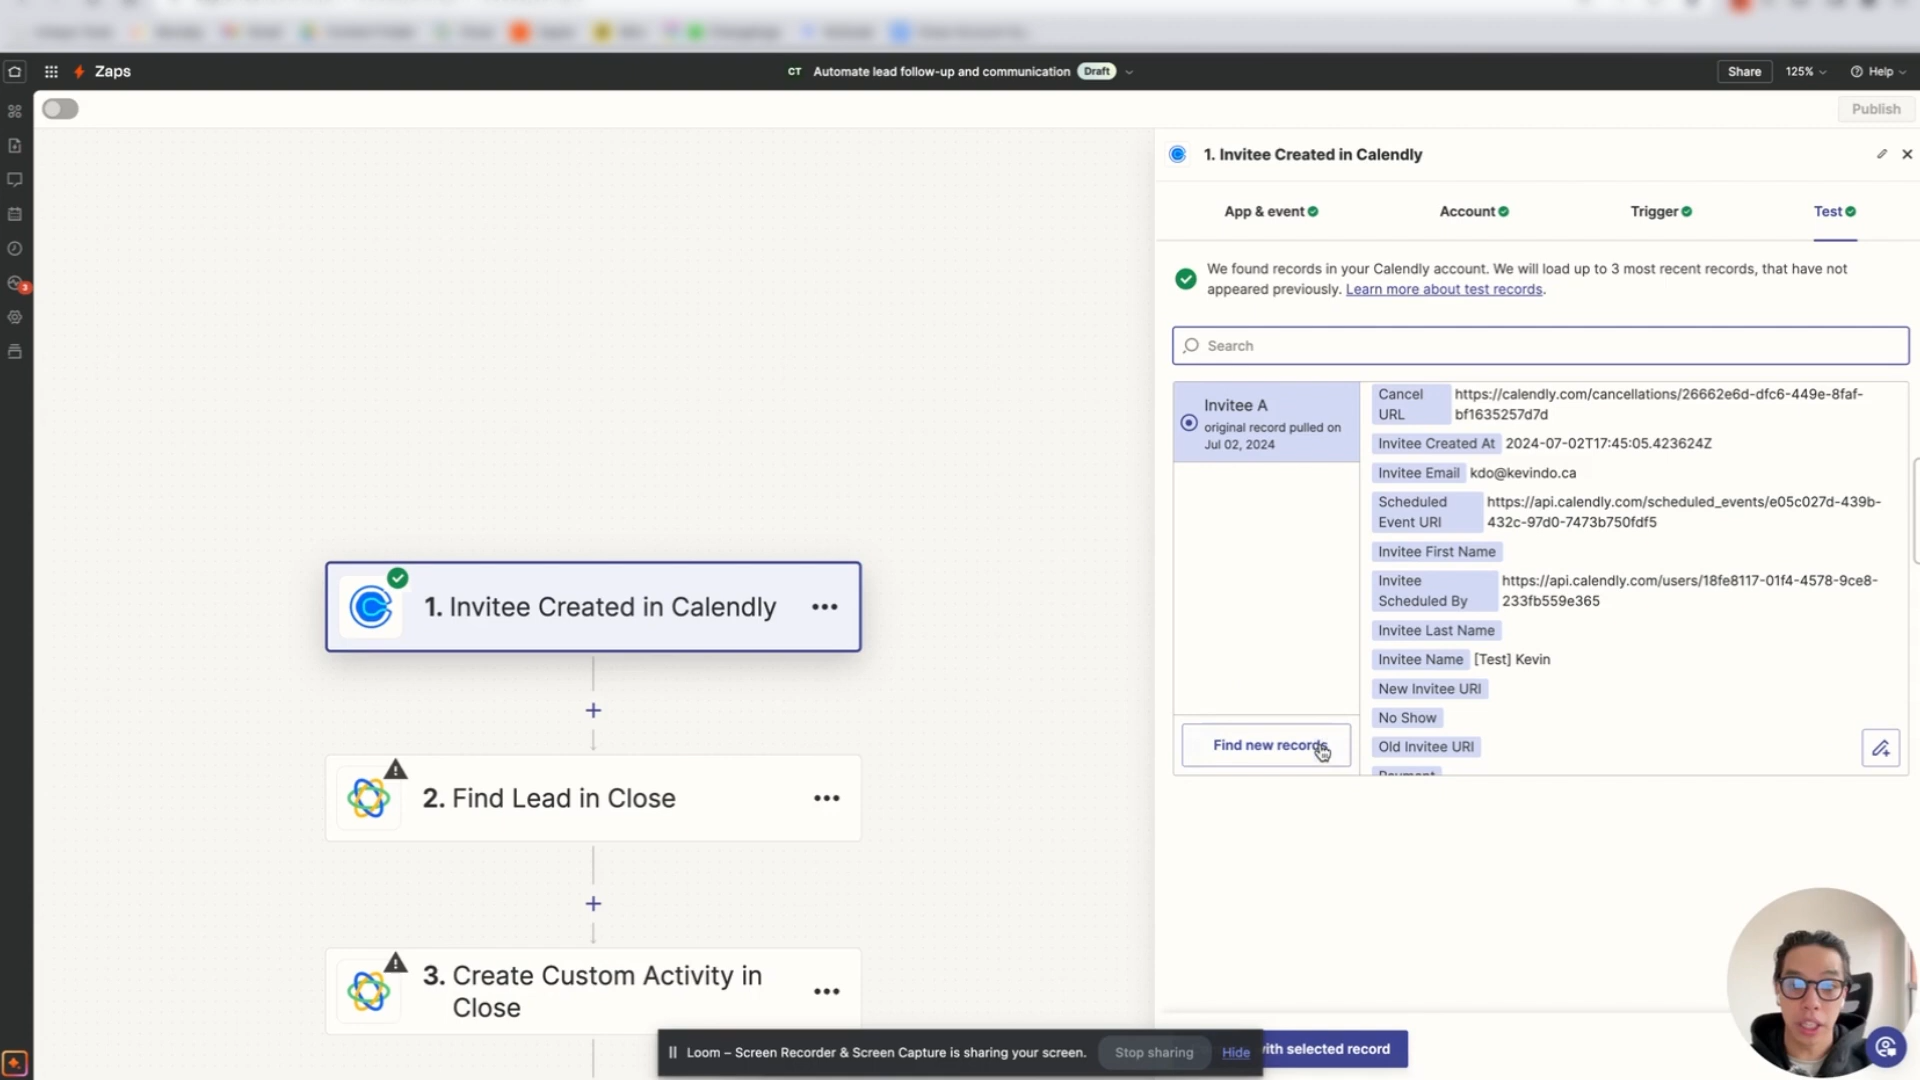 Zaps
CT Automate lead follow-up and communication Draft
Share
125%
Help
Publish
3
1. Invitee Created in Calendly
App & event
Account
Trigger
Test
We found records in your Calendly account. We will load up to 3 most recent records, that have not
appeared previously. Learn more about test records.
Search
Invitee A
original record pulled on
Jul 02, 2024
Find new records
Cancel
URL
https://calendly.com/cancellations/26662e6d-dfc6-449e-8faf-
bf1635257d7d
Invitee Created At 2024-07-02T17:45:05.423624Z
Invitee Email kdo@kevindo.ca
Scheduled
Event URI
https://api.calendly.com/scheduled_events/e05c027d-439b-
432c-97d0-7473b750fdf5
Invitee First Name
Invitee
Scheduled By
https://api.calendly.com/users/18fe8117-01f4-4578-9ce8-
233fb559e365
Invitee Last Name
Invitee Name [Test] Kevin
New Invitee URI
No Show
Old Invitee URI
Payment
1. Invitee Created in Calendly
2. Find Lead in Close
3. Create Custom Activity in
Close
Loom – Screen Recorder & Screen Capture is sharing your screen.
Stop sharing
Hide
with selected record